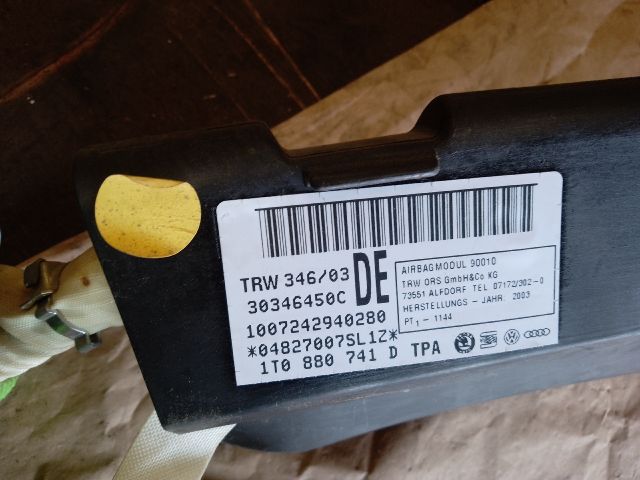 TRW 346/03
DE
30346450C
1007242940280
*04827007SL1Z*
1T0 880 741 D TPA
AIRBAGMODUL 90010
TRW ORS GmbH&Co KG
73551 ALFDORF TEL 07172/302-0
HERSTELLUNGS - JAHR: 2003
PT1 - 1144